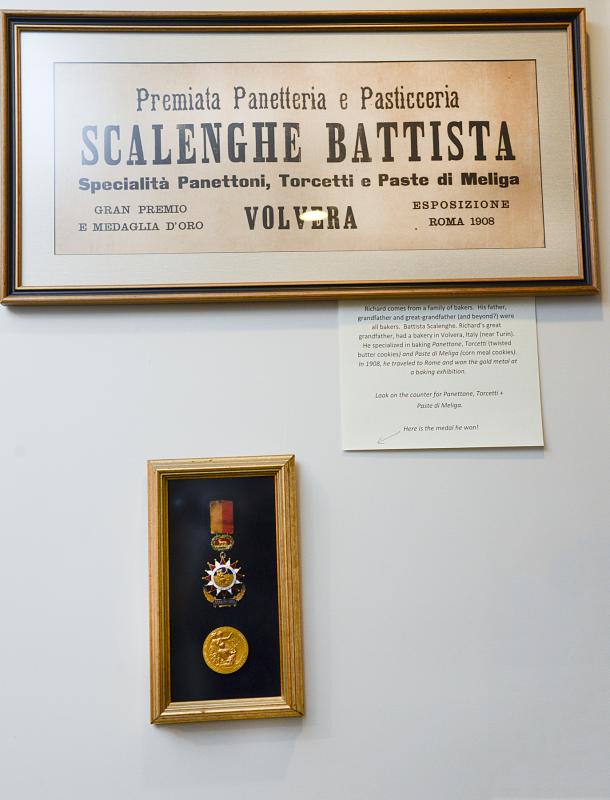 Premiata Panetteria e Pasticceria
SCALENGHE BATTISTA
Specialità Panettoni, Torcetti e Paste di Meliga
GRAN PREMIO
E MEDAGLIA D'ORO
VOLVERA
ESPOSIZIONE
ROMA 1908
Richard comes from a family of bakers. His father,
grandfather and great-grandfather (and beyond?) were
all bakers. Battista Scalenghe. Richard's great
grandfather, had a bakery in Volvera, Italy (near Turin).
He specialized in baking Panettone, Torcetti (twisted
butter cookies) and Paste di Meliga (corn meal cookies).
In 1908, he traveled to Rome and won the gold metal at
a baking exhibition.
Look on the counter for Panettone, Torcetti +
Paste di Meliga.
Here is the medal he won!